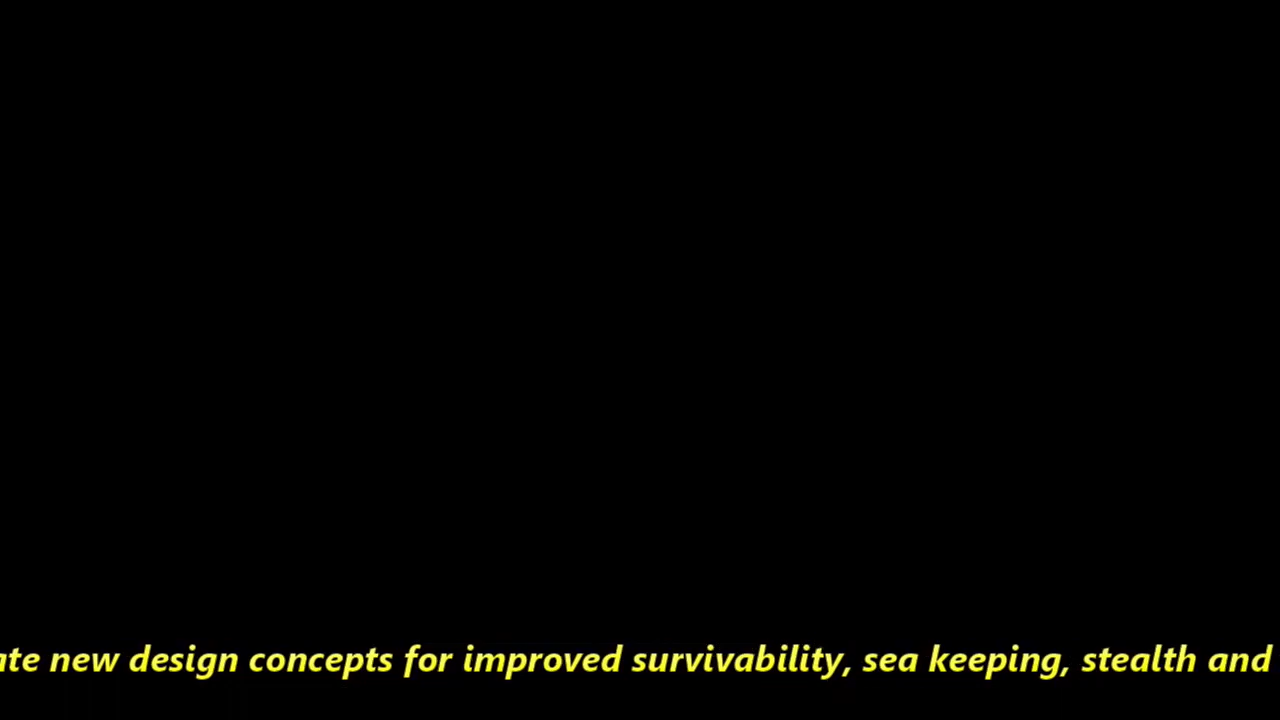 ate new design concepts for improved survivability, sea keeping, stealth and